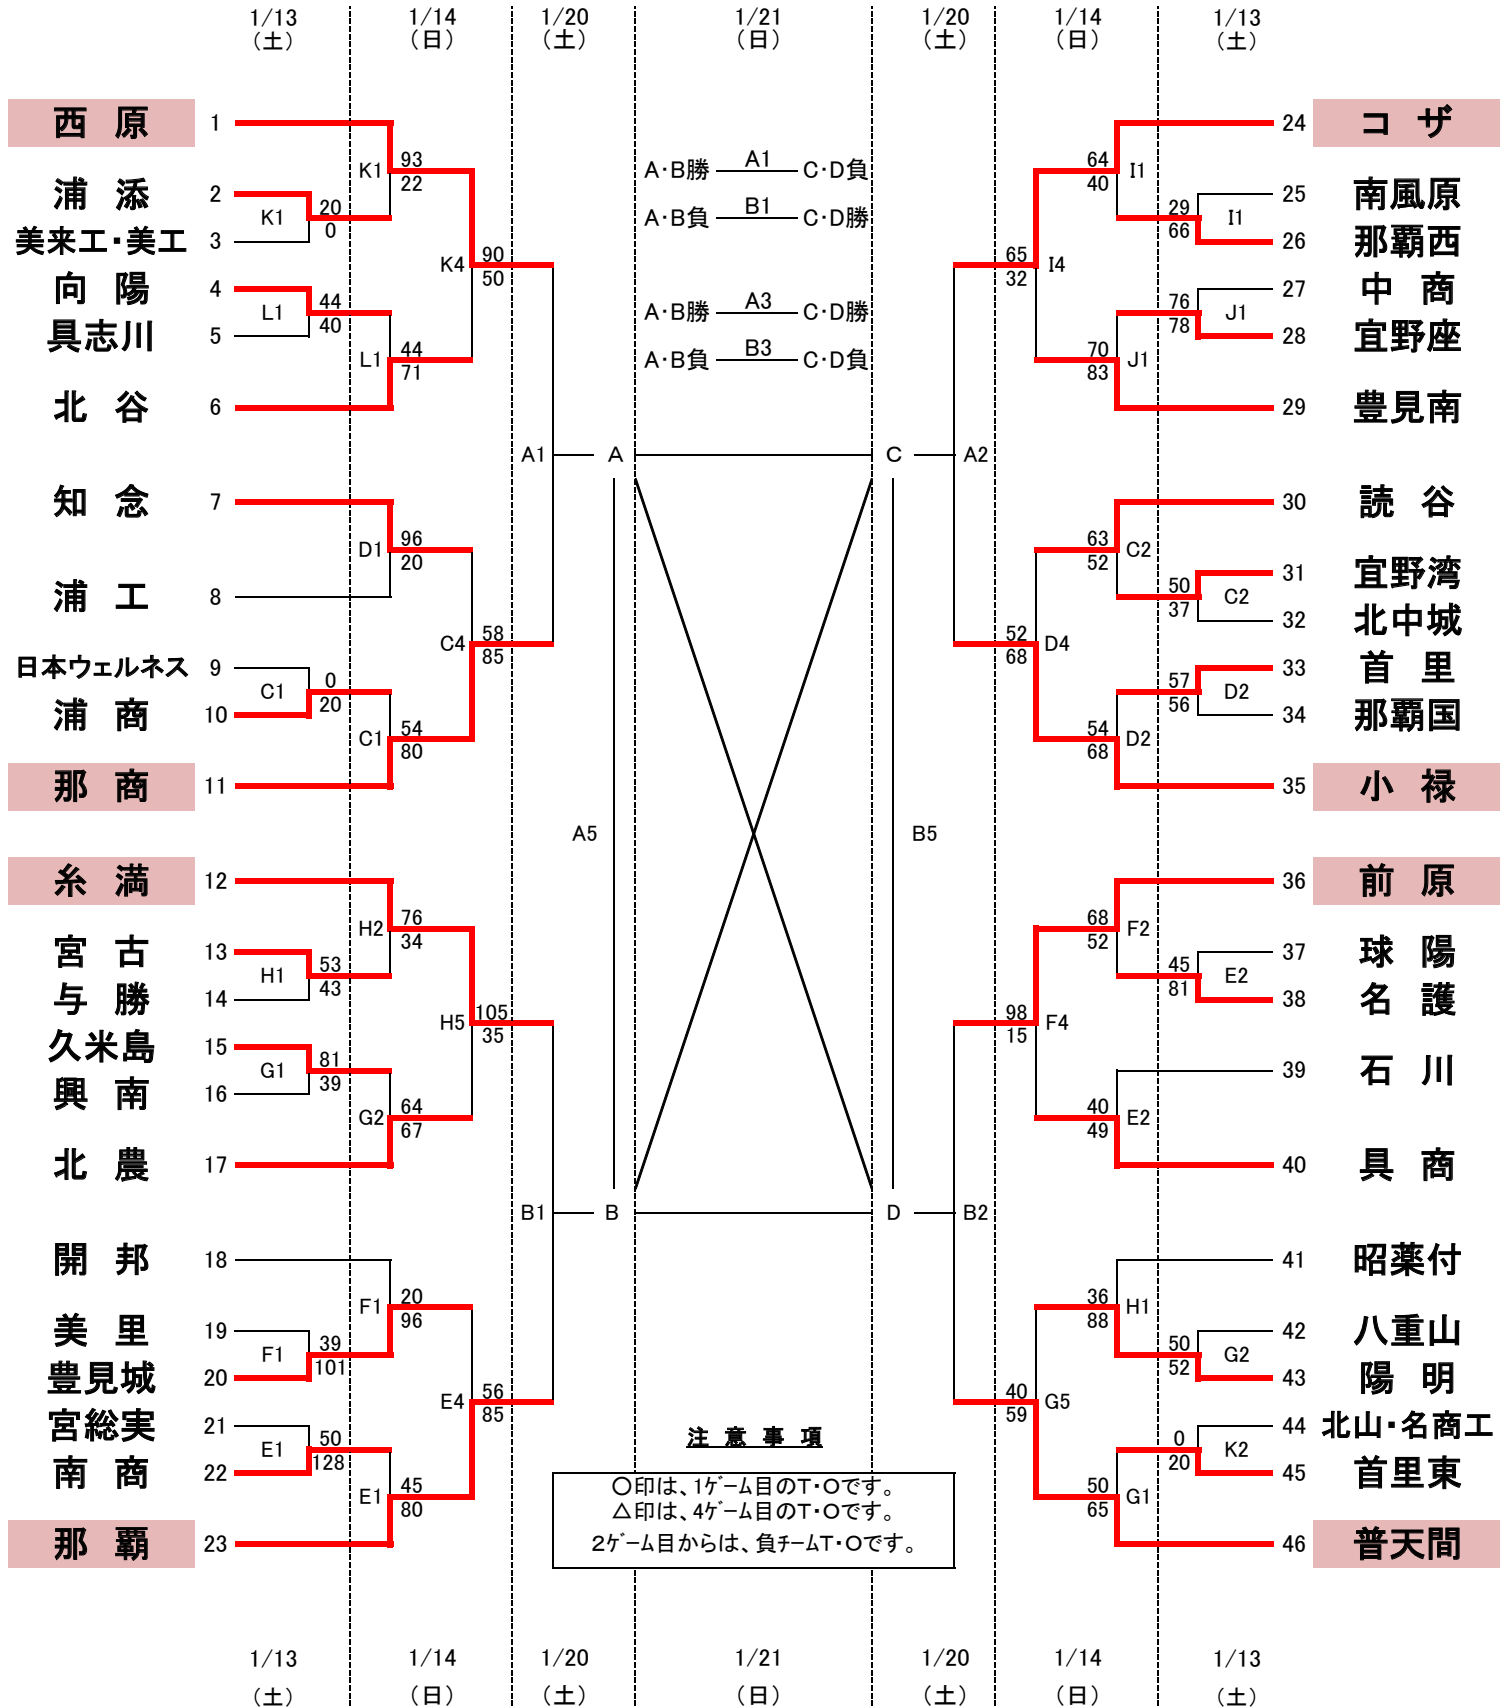 1/13 1/14 1/20 1/21 1/20 1/14 1/13
(土) (日) (土) (日) (土) (日) (土)
西 原 1
K1 93
22
浦 添 2
K1 20
0
美来工・美工 3
K4 90
50
向 陽 4
L1 44
40
具志川 5
L1 44
71
北 谷 6
A1 A
知 念 7
D1 96
20
浦 工 8
C4 58
85
日本ウェルネス 9
C1 0
20
浦 商 10
C1 54
80
那 商 11
A5
糸 満 12
H2 76
34
宮 古 13
H1 53
43
与 勝 14
H5 105
35
久米島 15
G1 81
39
興 南 16
G2 64
67
北 農 17
B1 B
開 邦 18
F1 20
96
美 里 19
F1 39
101
豊見城 20
E4 56
85
宮総実 21
E1 50
128
南 商 22
E1 45
80
那 覇 23
A・B勝 A1 C・D負
A・B負 B1 C・D勝
A・B勝 A3 C・D勝
A・B負 B3 C・D負
24 コ ザ
64 I1
40
25 南風原
29 I1
66
26 那覇西
65 I4
32
27 中 商
76 J1
78
28 宜野座
70 J1
83
29 豊見南
C A2
30 読 谷
63 C2
52
31 宜野湾
50 C2
37
32 北中城
52 D4
68
33 首 里
57 D2
56
34 那覇国
54 D2
68
35 小 禄
B5
36 前 原
68 F2
52
37 球 陽
45 E2
81
38 名 護
98 F4
15
39 石 川
40 E2
49
40 具 商
D B2
41 昭薬付
36 H1
88
42 八重山
50 G2
52
43 陽 明
40 G5
59
44 北山・名商工
0 K2
20
45 首里東
50 G1
65
46 普天間
注 意 事 項
〇印は、1ゲーム目のT・Oです。
△印は、4ゲーム目のT・Oです。
2ゲーム目からは、負チームT・Oです。
1/13 1/14 1/20 1/21 1/20 1/14 1/13
(土) (日) (土) (日) (土) (日) (土)